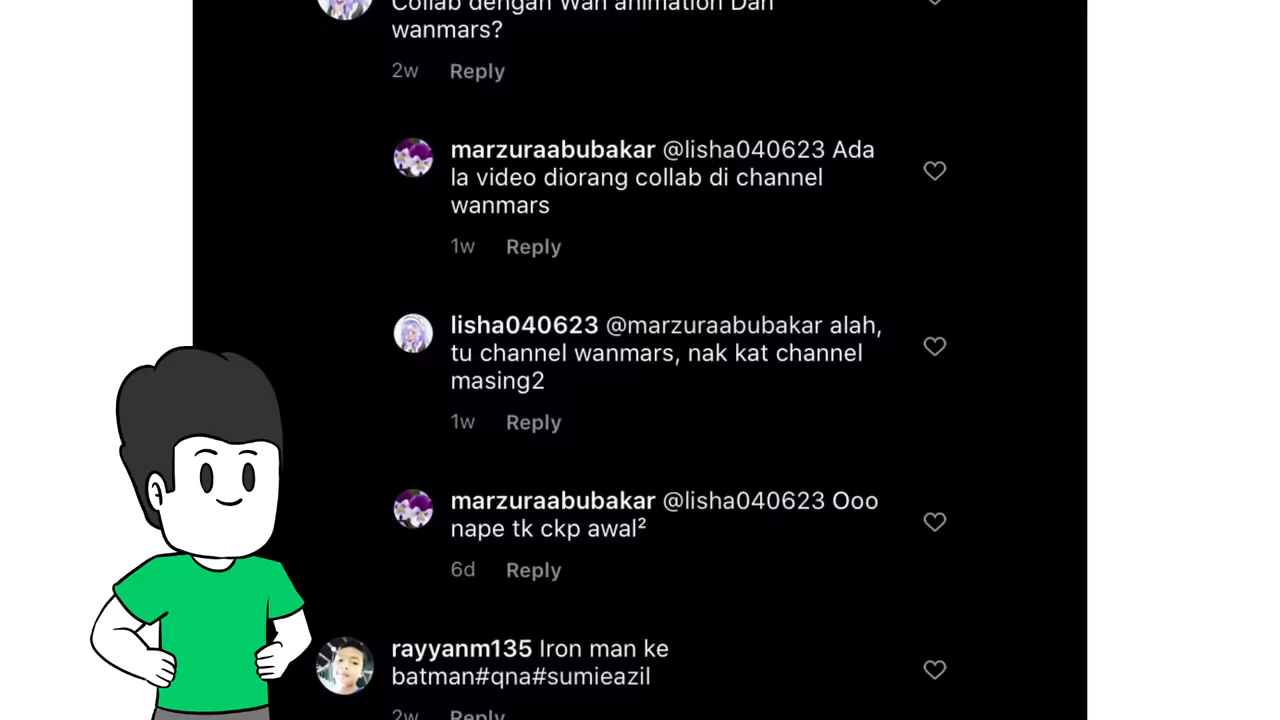 Collab dengan Wan animation Dan
wanmars?
2w Reply
marzuraabubakar @lisha040623 Ada
la video diorang collab di channel
wanmars
1w Reply
lisha040623 @marzuraabubakar alah,
tu channel wanmars, nak kat channel
masing2
1w Reply
marzuraabubakar @lisha040623 Ooo
nape tk ckp awal²
6d Reply
rayyanm135 Iron man ke
batman#qna#sumieazil
2w Reply